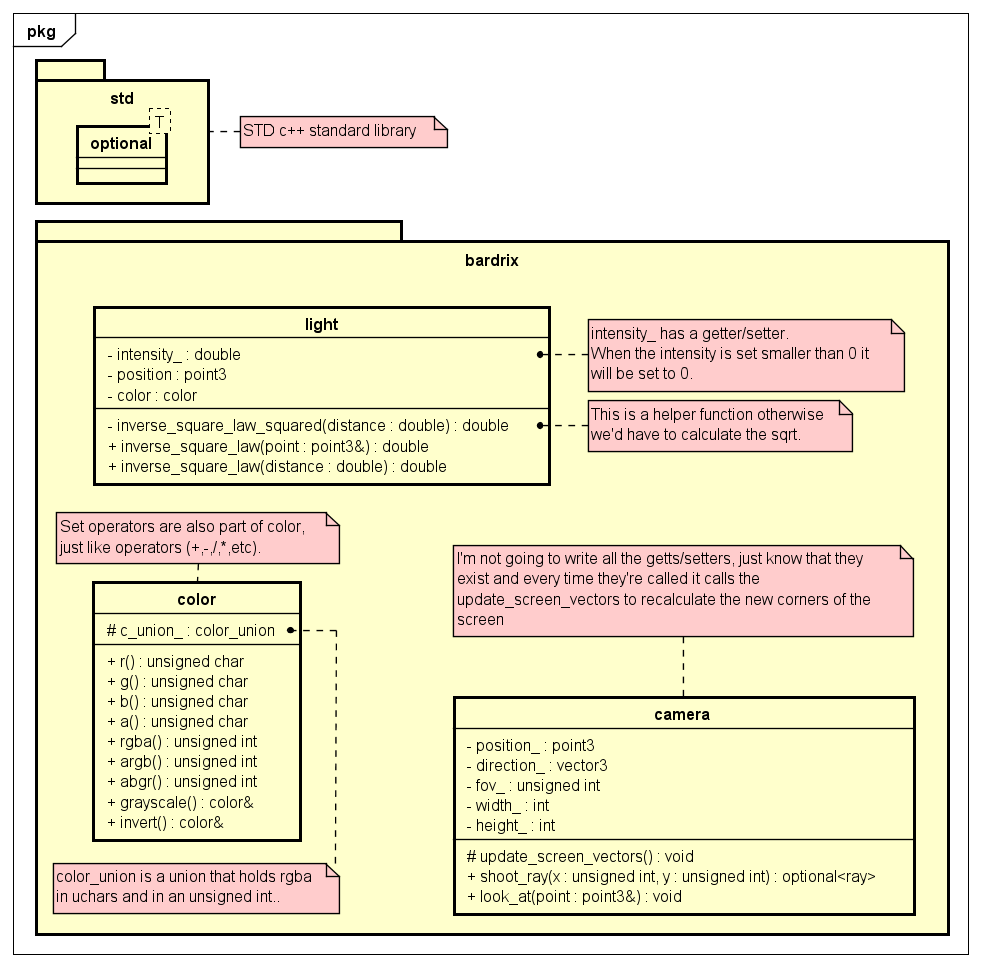 pkg
std
T
optional
STD c++ standard library
bardrix
light
- intensity_ : double
- position : point3
- color : color
- inverse_square_law_squared(distance : double) : double
+ inverse_square_law(point : point3&) : double
+ inverse_square_law(distance : double) : double
intensity_ has a getter/setter.
When the intensity is set smaller than 0 it
will be set to 0.
This is a helper function otherwise
we'd have to calculate the sqrt.
Set operators are also part of color,
just like operators (+,-,/,*,etc).
color
# c_union_ : color_union
+ r() : unsigned char
+ g() : unsigned char
+ b() : unsigned char
+ a() : unsigned char
+ rgba() : unsigned int
+ argb() : unsigned int
+ abgr() : unsigned int
+ grayscale() : color&
+ invert() : color&
color_union is a union that holds rgba
in uchars and in an unsigned int..
I'm not going to write all the getts/setters, just know that they
exist and every time they're called it calls the
update_screen_vectors to recalculate the new corners of the
screen
camera
- position_ : point3
- direction_ : vector3
- fov_ : unsigned int
- width_ : int
- height_ : int
# update_screen_vectors() : void
+ shoot_ray(x : unsigned int, y : unsigned int) : optional<ray>
+ look_at(point : point3&) : void